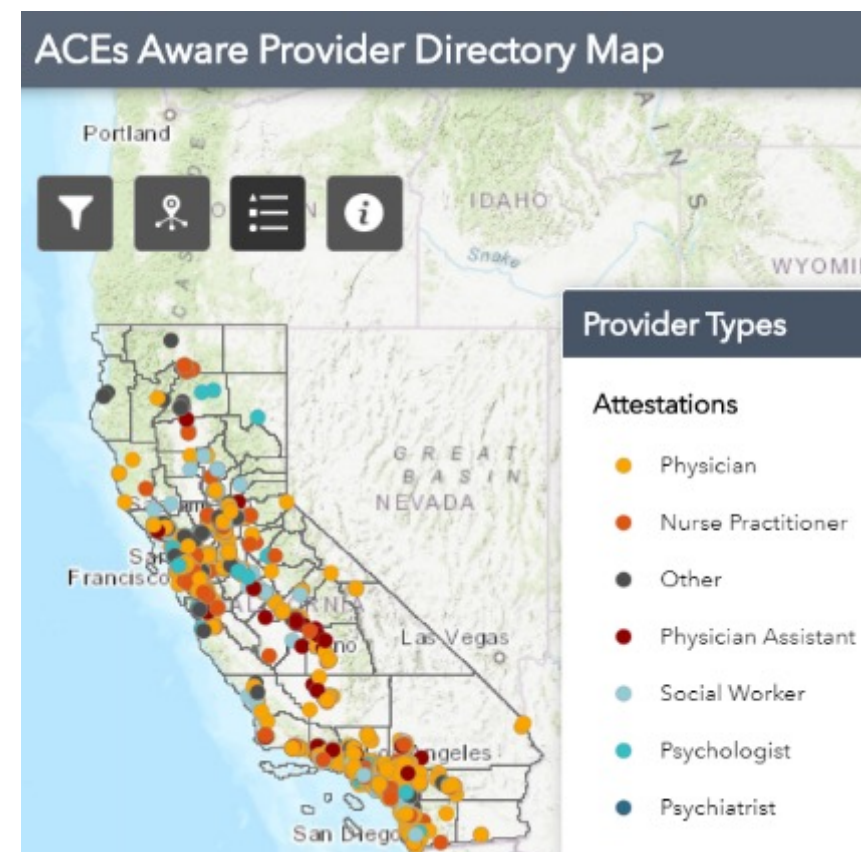 ACEs Aware Provider Directory Map
Portland
IDAHO
Snake
WYOMI
Provider Types
Attestations
Physician
Nurse Practitioner
Other
Physician Assistant
Social Worker
Psychologist
Psychiatrist
GREAT
BASIN
NEVADA
San
Francisco
Las Vegas
Los Angeles
San Diego